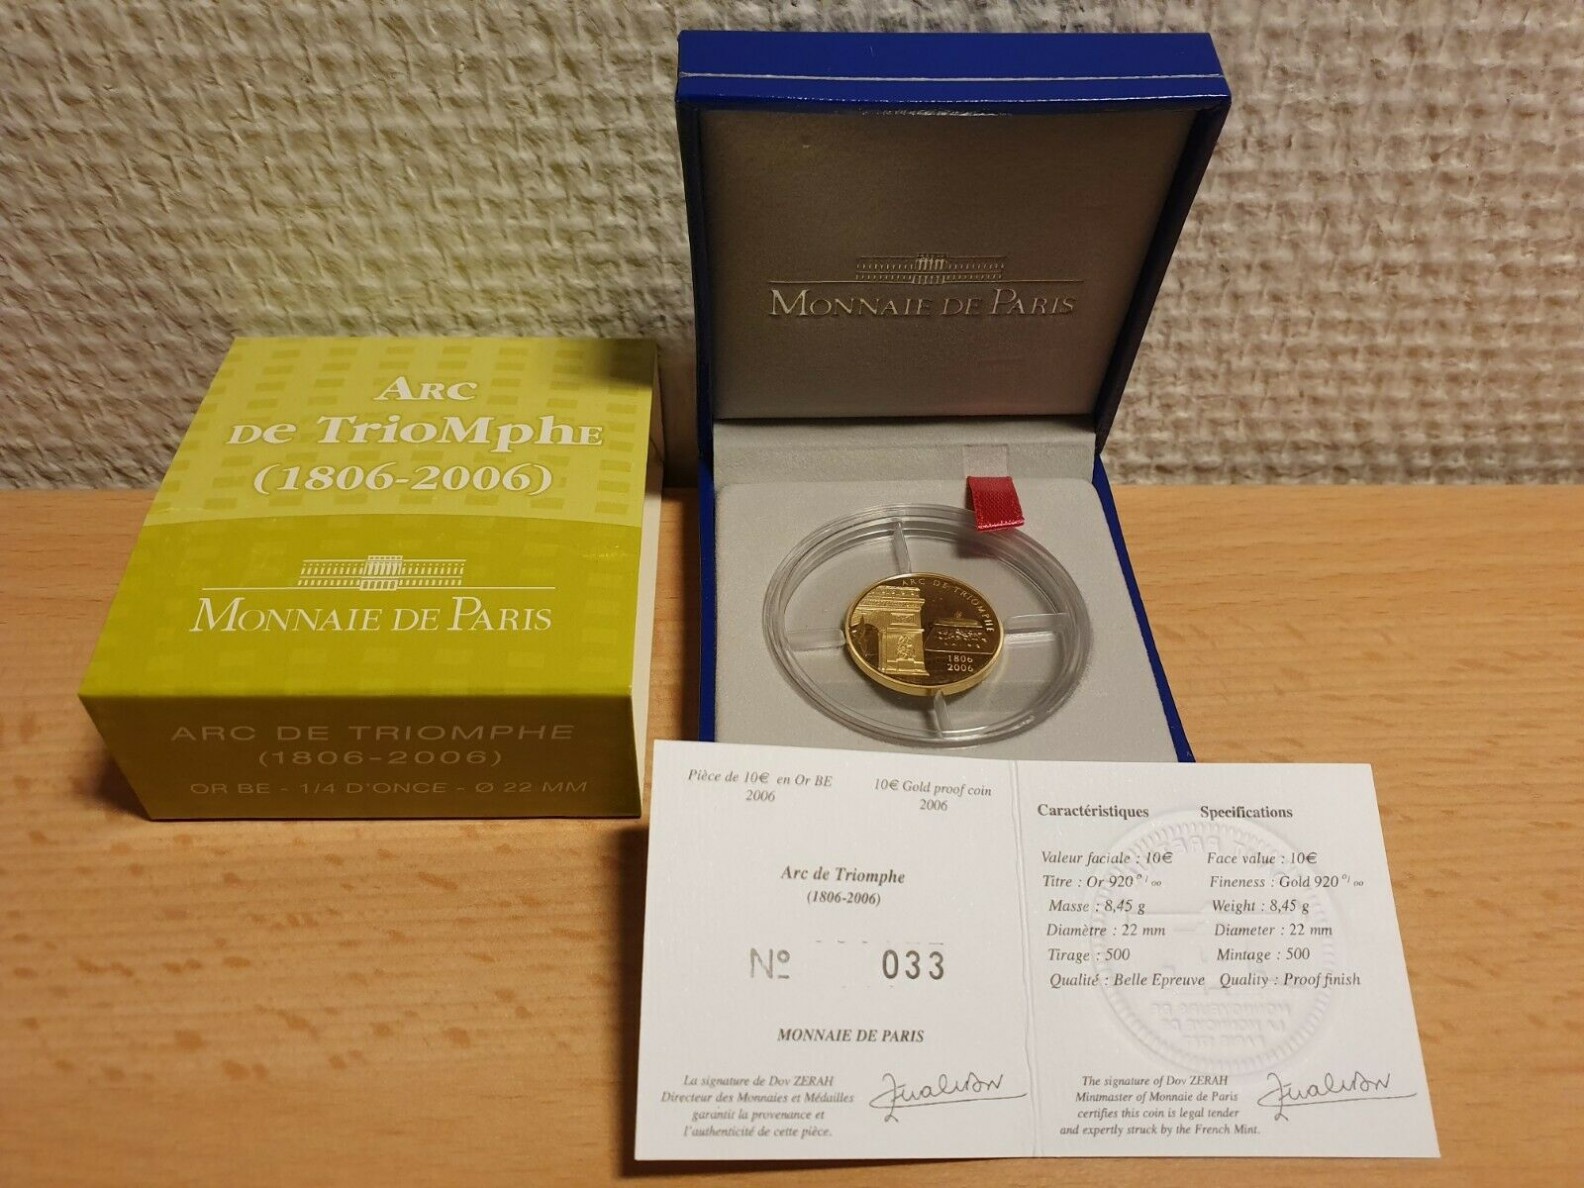 ARC
De TrioMphE
(1806-2006)
MONNAIE DE PARIS
ARC DE TRIOMPHE
(1806-2006)
OR BE - 1/4 D'ONCE - Ø 22 MM
MONNAIE DE PARIS
ARC DE TRIOMPHE
1806
2006
Pièce de 10€ en Or BE
2006
10€ Gold proof coin
2006
Arc de Triomphe
(1806-2006)
Nº 033
MONNAIE DE PARIS
La signature de Dov ZERAH
Directeur des Monnaies et Médailles
garantit la provenance et
l'authenticité de cette pièce.
Caractéristiques
Valeur faciale : 10€
Titre : Or 920°/oo
Masse : 8,45 g
Diamètre : 22 mm
Tirage : 500
Qualité : Belle Epreuve
Specifications
Face value : 10€
Fineness : Gold 920°/oo
Weight : 8,45 g
Diameter : 22 mm
Mintage : 500
Quality : Proof finish
The signature of Dov ZERAH
Mintmaster of Monnaie de Paris
certifies this coin is legal tender
and expertly struck by the French Mint.